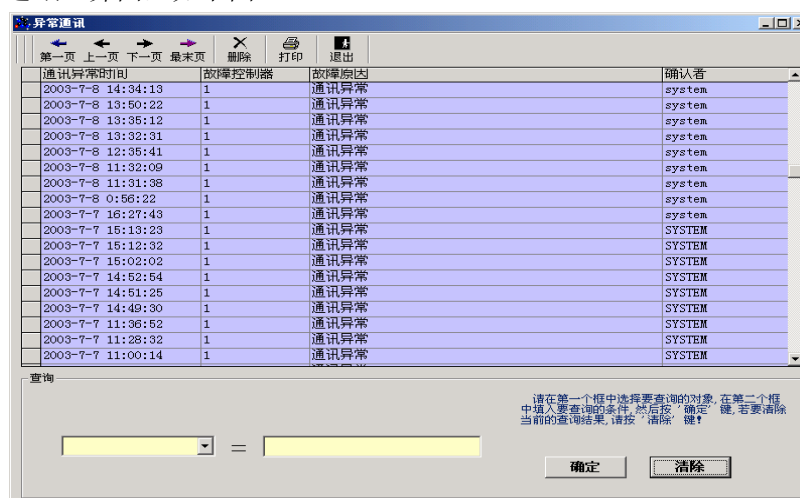 异常通讯
第一页 上一页 下一页 最末页 删除 打印 退出
通讯异常时间 故障控制器 故障原因 确认者
2003-7-8 14:34:13 1 通讯异常 system
2003-7-8 13:50:22 1 通讯异常 system
2003-7-8 13:35:12 1 通讯异常 system
2003-7-8 13:32:31 1 通讯异常 system
2003-7-8 12:35:41 1 通讯异常 system
2003-7-8 11:32:09 1 通讯异常 system
2003-7-8 11:31:38 1 通讯异常 system
2003-7-8 0:56:22 1 通讯异常 system
2003-7-7 16:27:43 1 通讯异常 system
2003-7-7 15:13:23 1 通讯异常 SYSTEM
2003-7-7 15:12:32 1 通讯异常 SYSTEM
2003-7-7 15:02:02 1 通讯异常 SYSTEM
2003-7-7 14:52:54 1 通讯异常 SYSTEM
2003-7-7 14:51:25 1 通讯异常 SYSTEM
2003-7-7 14:49:30 1 通讯异常 SYSTEM
2003-7-7 11:36:52 1 通讯异常 SYSTEM
2003-7-7 11:28:32 1 通讯异常 SYSTEM
2003-7-7 11:00:14 1 通讯异常 SYSTEM
查询
请在第一个框中选择要查询的对象,在第二个框
中填入要查询的条件,然后按‘确定’键,若要清除
当前的查询结果,请按‘清除’键!
=
确定 清除